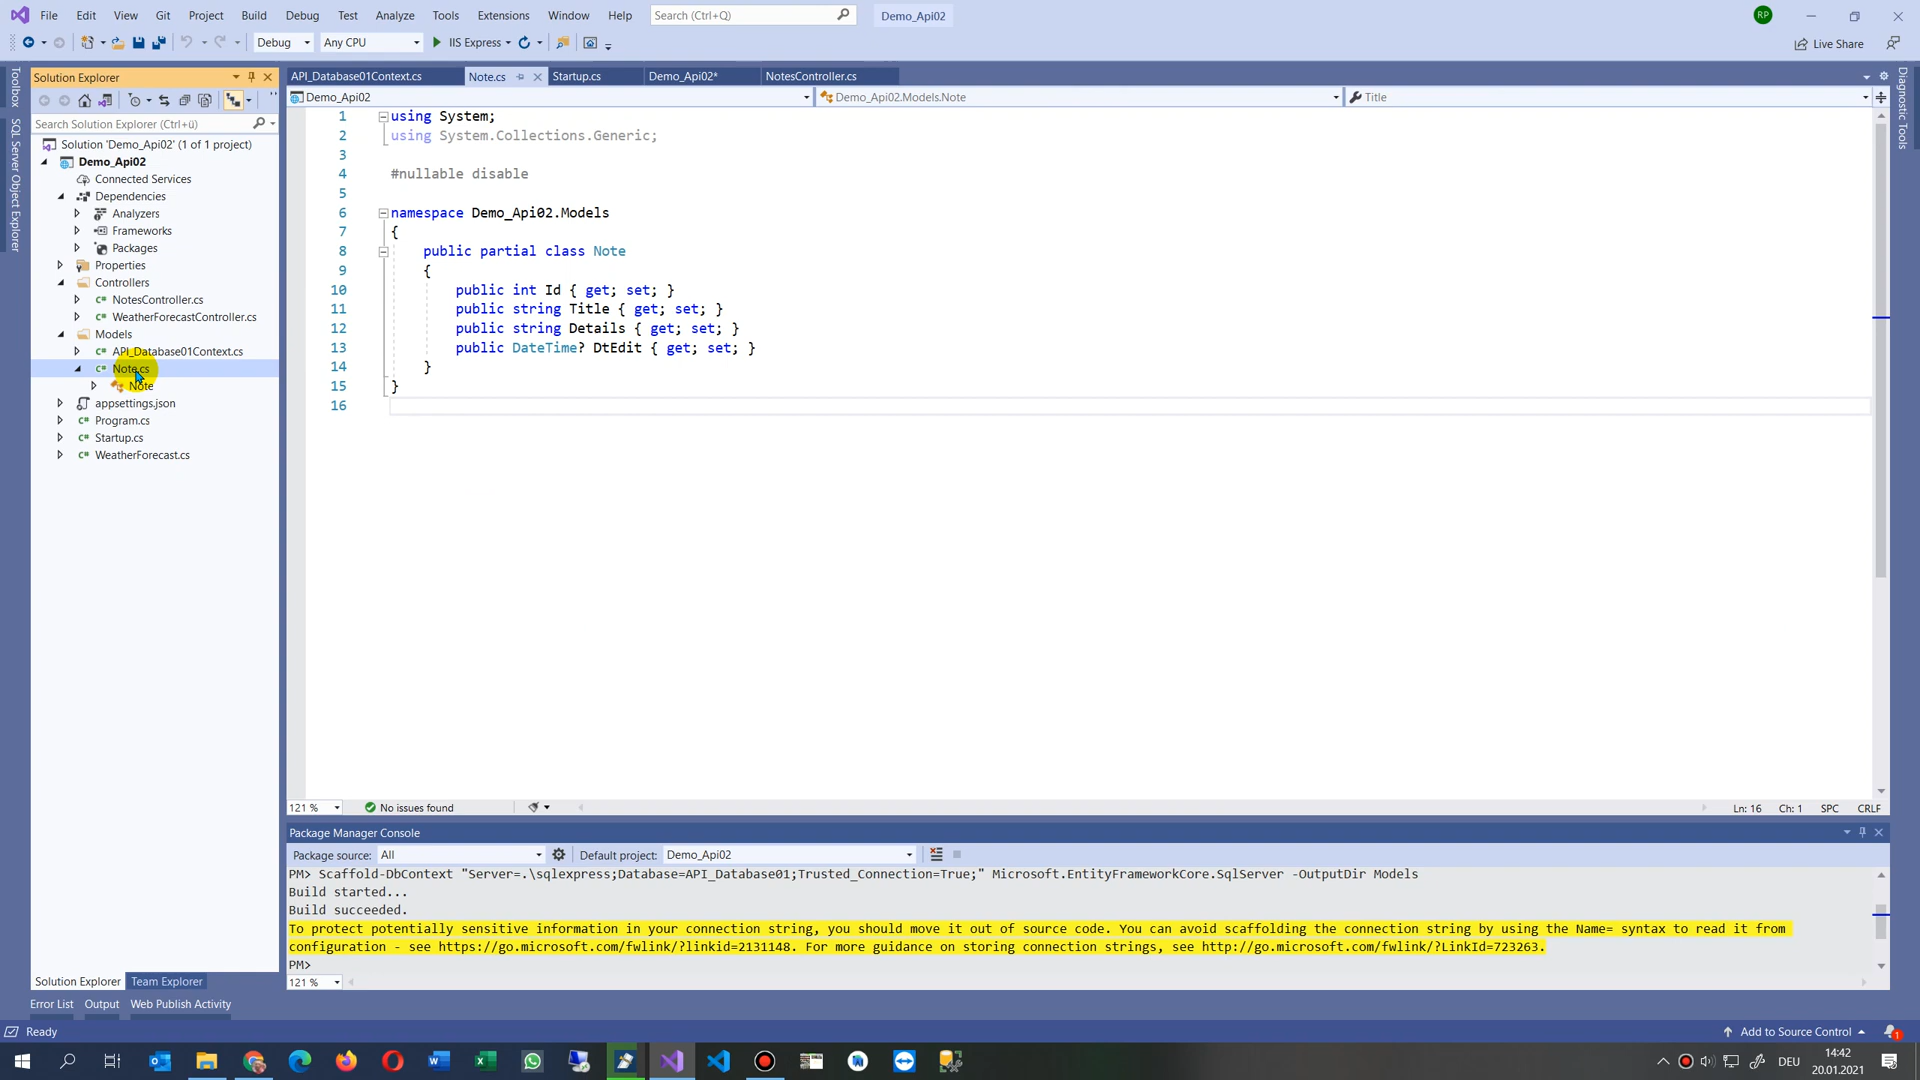 File Edit View Git Project Build Debug Test Analyze Tools Extensions Window Help Search (Ctrl+Q) Demo_Api02 RP
Debug Any CPU IIS Express Live Share
Toolbox
SQL Server Object Explorer
Diagnostic Tools
Solution Explorer
Search Solution Explorer (Ctrl+ü)
Solution 'Demo_Api02' (1 of 1 project)
Demo_Api02
Connected Services
Dependencies
Analyzers
Frameworks
Packages
Properties
Controllers
NotesController.cs
WeatherForecastController.cs
Models
API_Database01Context.cs
Note.cs
Note
appsettings.json
Program.cs
Startup.cs
WeatherForecast.cs
Solution Explorer Team Explorer
API_Database01Context.cs Note.cs Startup.cs Demo_Api02* NotesController.cs
Demo_Api02 Demo_Api02.Models.Note Title
1 using System;
2 using System.Collections.Generic;
3
4 #nullable disable
5
6 namespace Demo_Api02.Models
7 {
8 public partial class Note
9 {
10 public int Id { get; set; }
11 public string Title { get; set; }
12 public string Details { get; set; }
13 public DateTime? DtEdit { get; set; }
14 }
15 }
16
121 % No issues found Ln: 16 Ch: 1 SPC CRLF
Package Manager Console
Package source: All Default project: Demo_Api02
PM> Scaffold-DbContext "Server=.\sqlexpress;Database=API_Database01;Trusted_Connection=True;" Microsoft.EntityFrameworkCore.SqlServer -OutputDir Models
Build started...
Build succeeded.
To protect potentially sensitive information in your connection string, you should move it out of source code. You can avoid scaffolding the connection string by using the Name= syntax to read it from
configuration - see https://go.microsoft.com/fwlink/?linkid=2131148. For more guidance on storing connection strings, see http://go.microsoft.com/fwlink/?LinkId=723263.
PM>
121 %
Error List Output Web Publish Activity
Ready Add to Source Control 1
DEU 14:42
20.01.2021